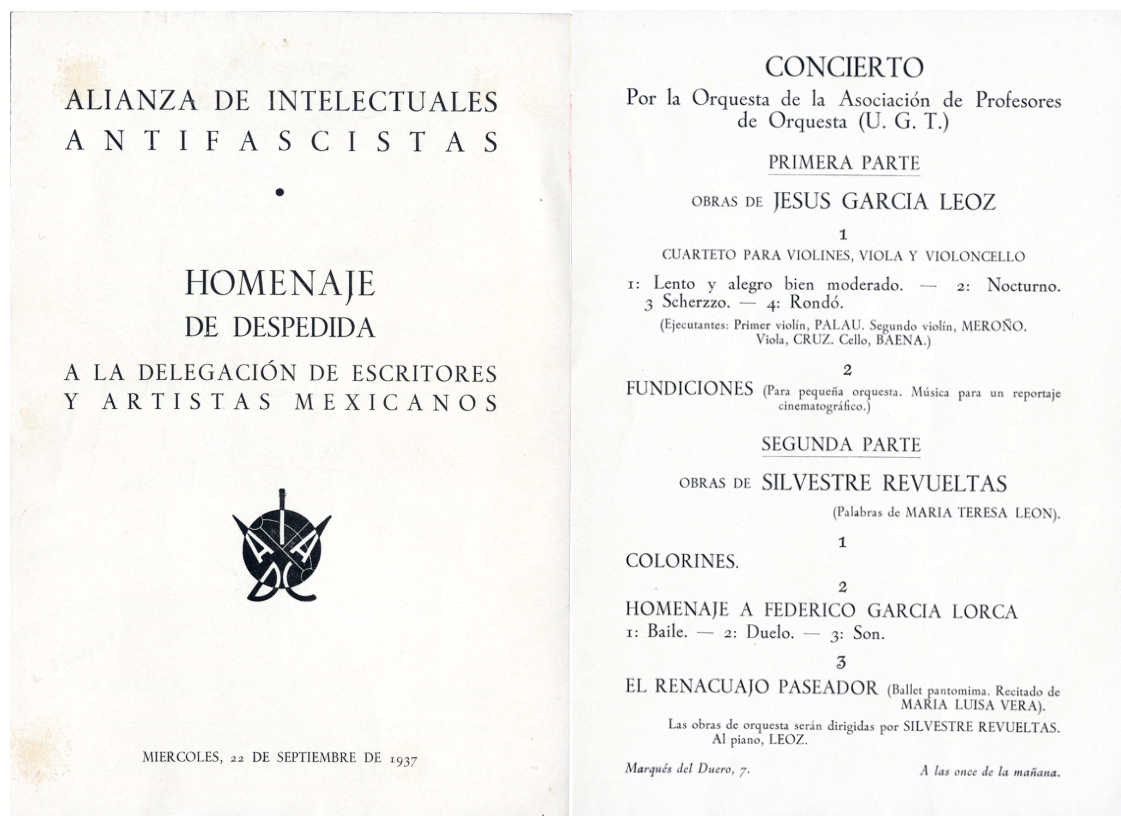 ALIANZA DE INTELECTUALES
ANTIFASCISTAS
•
HOMENAJE
DE DESPEDIDA
A LA DELEGACIÓN DE ESCRITORES
Y ARTISTAS MEXICANOS
A I A
D C
MIERCOLES, 22 DE SEPTIEMBRE DE 1937
CONCIERTO
Por la Orquesta de la Asociación de Profesores
de Orquesta (U. G. T.)
PRIMERA PARTE
OBRAS DE JESUS GARCIA LEOZ
1
CUARTETO PARA VIOLINES, VIOLA Y VIOLONCELLO
1: Lento y alegro bien moderado. — 2: Nocturno.
3 Scherzzo. — 4: Rondó.
(Ejecutantes: Primer violín, PALAU. Segundo violín, MEROÑO.
Viola, CRUZ. Cello, BAENA.)
2
FUNDICIONES (Para pequeña orquesta. Música para un reportaje
cinematográfico.)
SEGUNDA PARTE
OBRAS DE SILVESTRE REVUELTAS
(Palabras de MARIA TERESA LEON).
1
COLORINES.
2
HOMENAJE A FEDERICO GARCIA LORCA
1: Baile. — 2: Duelo. — 3: Son.
3
EL RENACUAJO PASEADOR (Ballet pantomima. Recitado de
MARIA LUISA VERA).
Las obras de orquesta serán dirigidas por SILVESTRE REVUELTAS.
Al piano, LEOZ.
Marqués del Duero, 7.
A las once de la mañana.